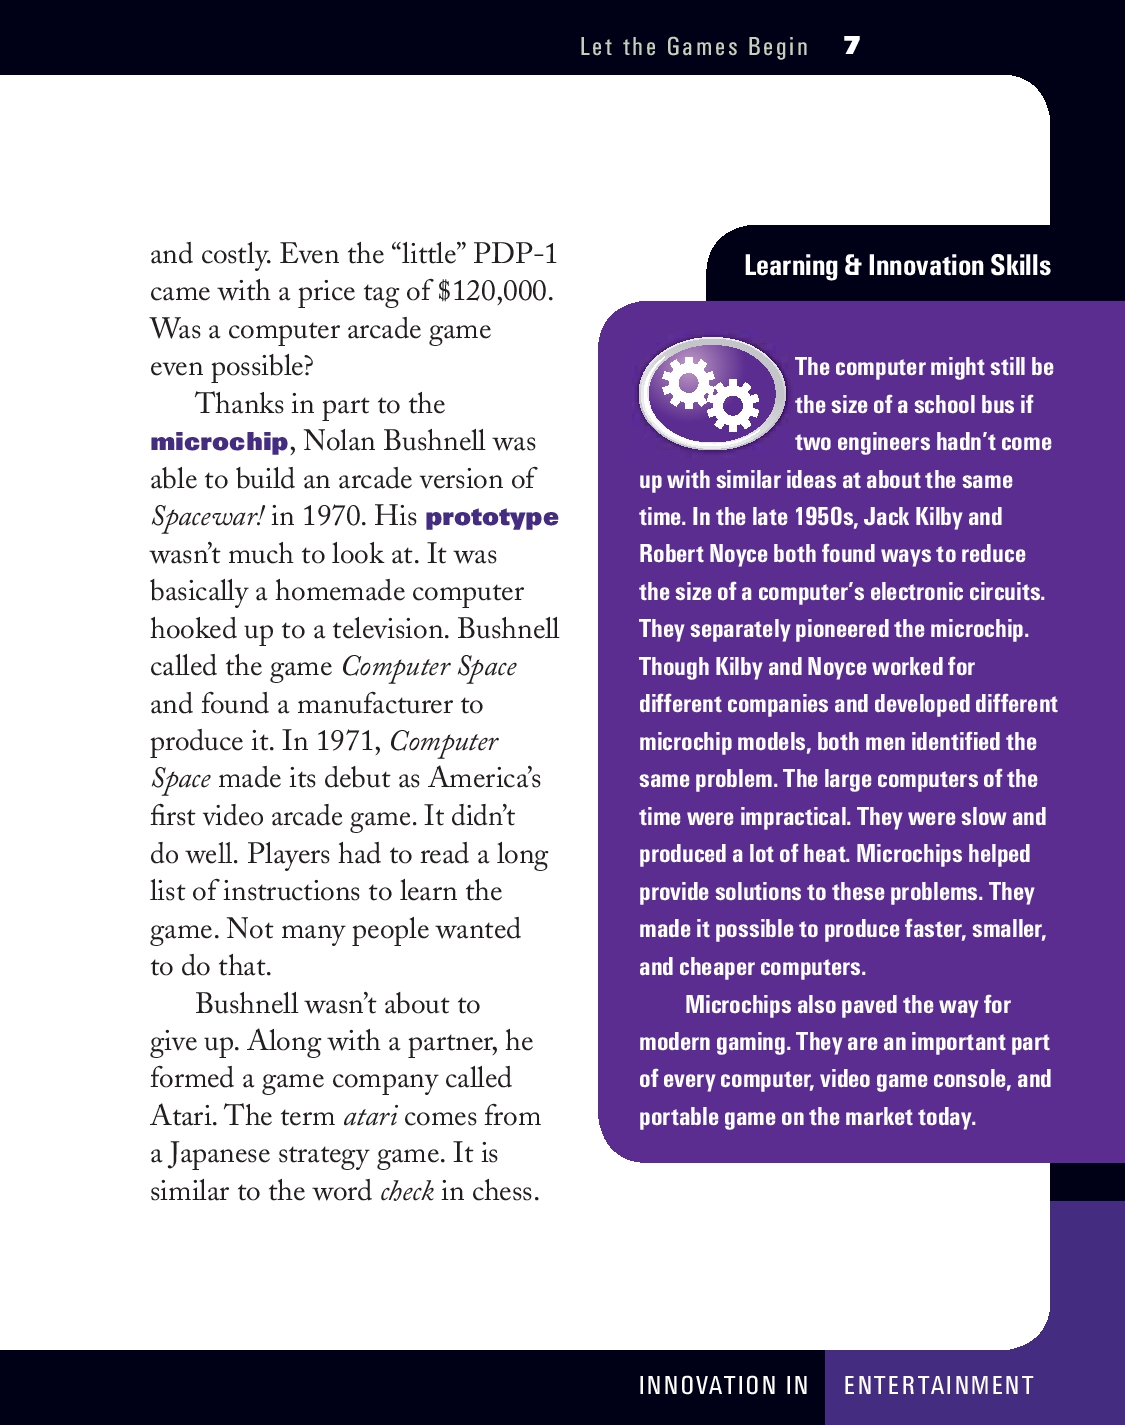 Let the Games Begin 7
and costly. Even the “little” PDP-1
came with a price tag of $120,000.
Was a computer arcade game
even possible?
Thanks in part to the
microchip, Nolan Bushnell was
able to build an arcade version of
Spacewar! in 1970. His prototype
wasn’t much to look at. It was
basically a homemade computer
hooked up to a television. Bushnell
called the game Computer Space
and found a manufacturer to
produce it. In 1971, Computer
Space made its debut as America’s
first video arcade game. It didn’t
do well. Players had to read a long
list of instructions to learn the
game. Not many people wanted
to do that.
Bushnell wasn’t about to
give up. Along with a partner, he
formed a game company called
Atari. The term atari comes from
a Japanese strategy game. It is
similar to the word check in chess.
Learning & Innovation Skills
The computer might still be
the size of a school bus if
two engineers hadn’t come
up with similar ideas at about the same
time. In the late 1950s, Jack Kilby and
Robert Noyce both found ways to reduce
the size of a computer’s electronic circuits.
They separately pioneered the microchip.
Though Kilby and Noyce worked for
different companies and developed different
microchip models, both men identified the
same problem. The large computers of the
time were impractical. They were slow and
produced a lot of heat. Microchips helped
provide solutions to these problems. They
made it possible to produce faster, smaller,
and cheaper computers.
Microchips also paved the way for
modern gaming. They are an important part
of every computer, video game console, and
portable game on the market today.
INNOVATION IN ENTERTAINMENT